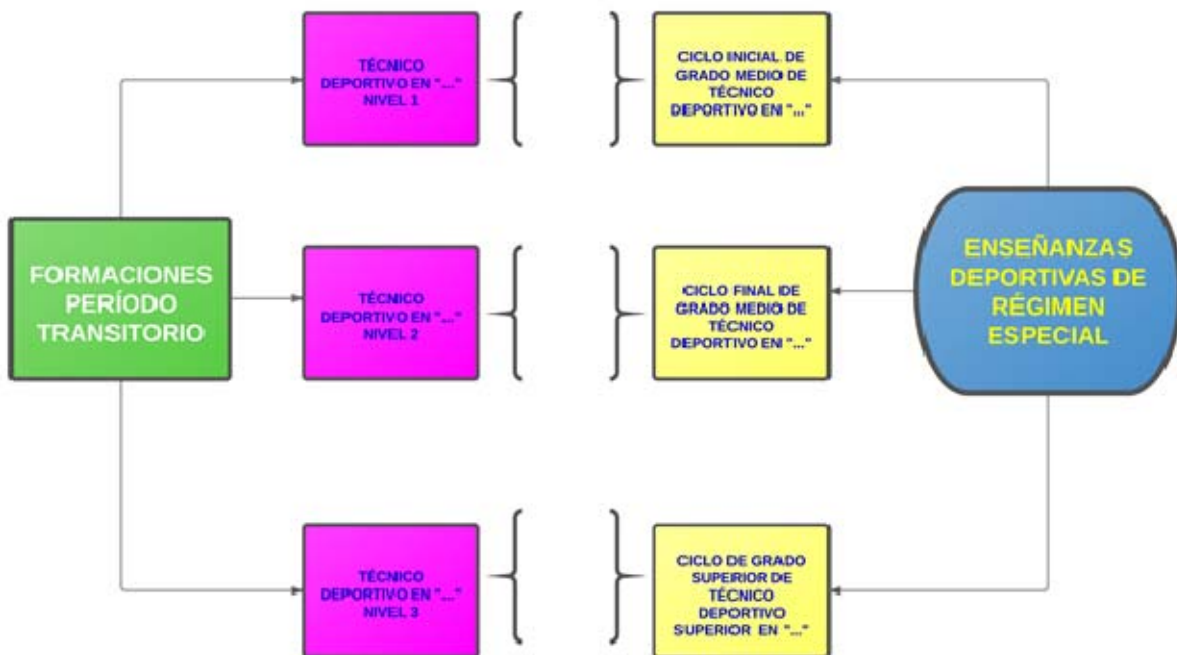 TÉCNICO
DEPORTIVO EN "...."
NIVEL 1
CICLO INICIAL DE
GRADO MEDIO DE
TÉCNICO
DEPORTIVO EN "..."
FORMACIONES
PERÍODO
TRANSITORIO
TÉCNICO
DEPORTIVO EN "...."
NIVEL 2
CICLO FINAL DE
GRADO MEDIO DE
TÉCNICO
DEPORTIVO EN "..."
ENSEÑANZAS
DEPORTIVAS DE
RÉGIMEN
ESPECIAL
TÉCNICO
DEPORTIVO EN "...."
NIVEL 3
CICLO DE GRADO
SUPERIOR DE
TÉCNICO
DEPORTIVO
SUPERIOR EN "..."